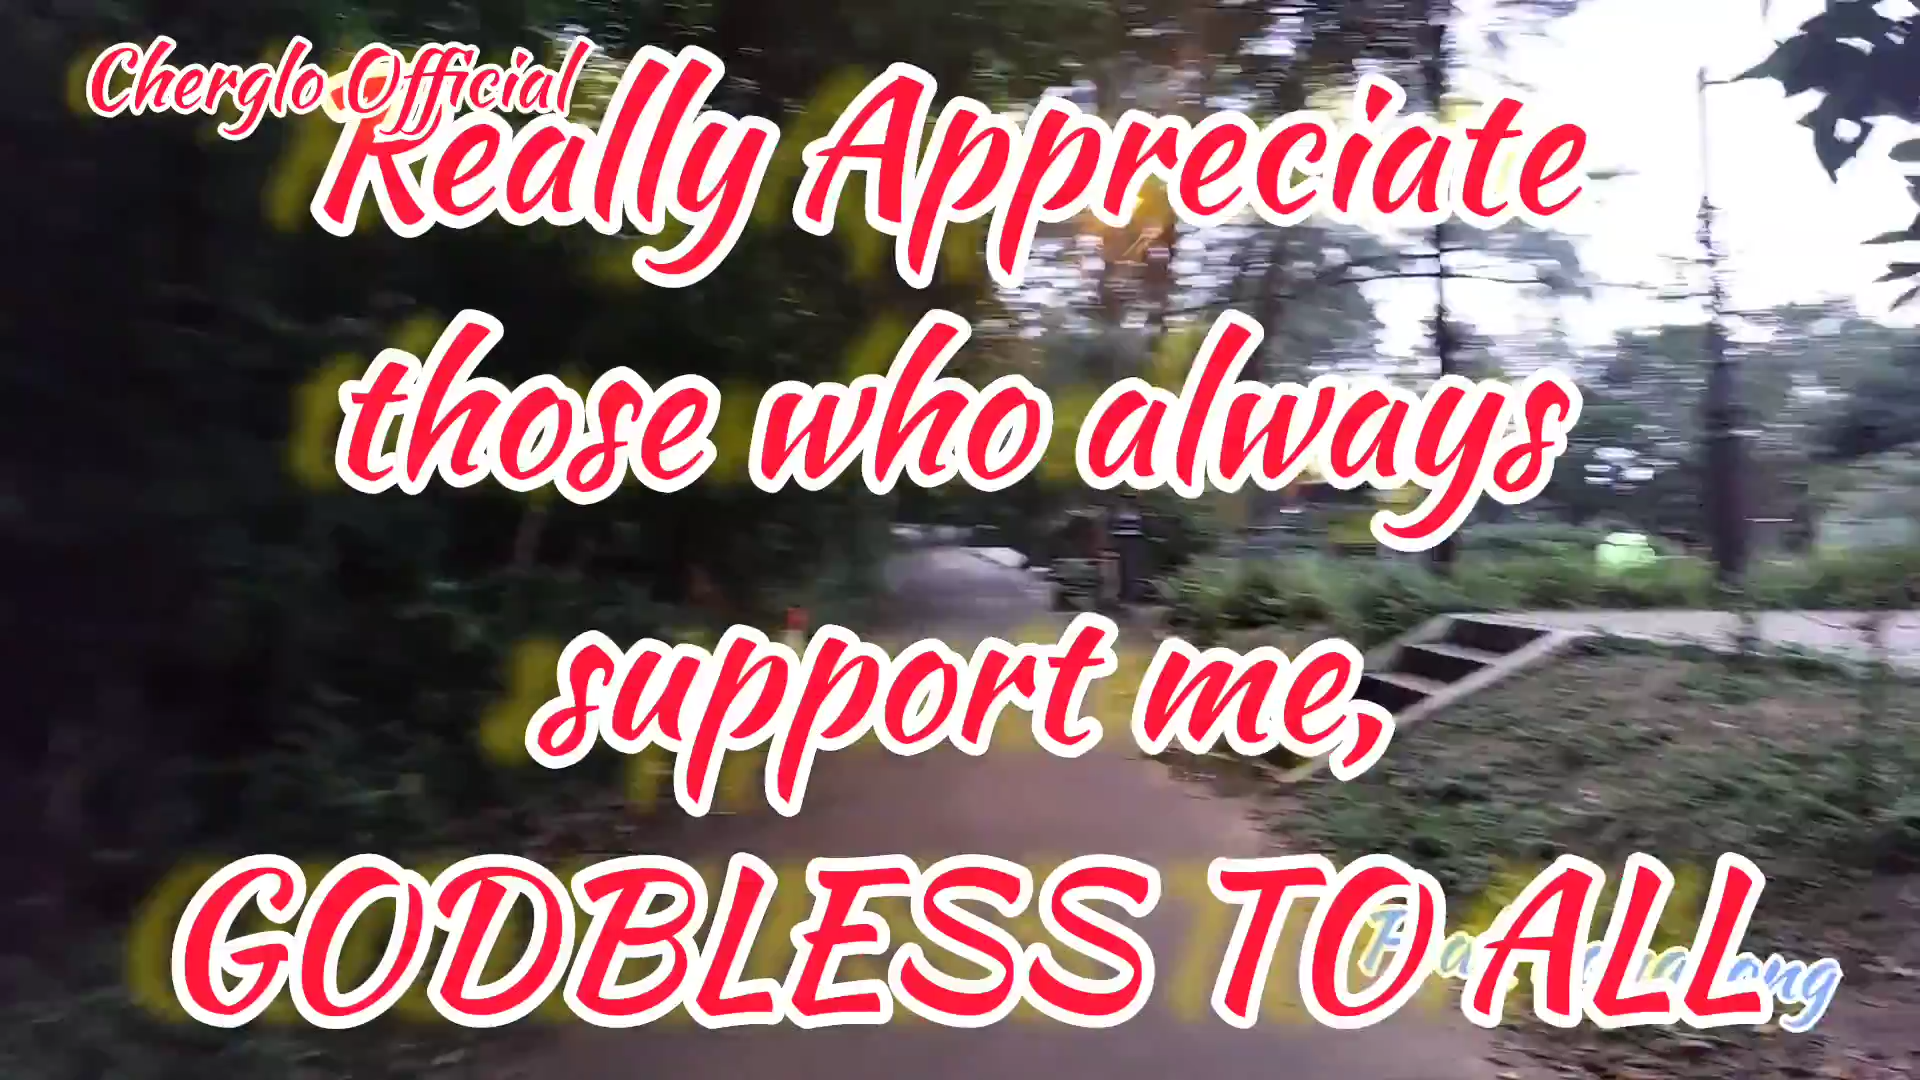 Cherglo Official
Really Appreciate
those who always
support me,
GODBLESS TO ALL